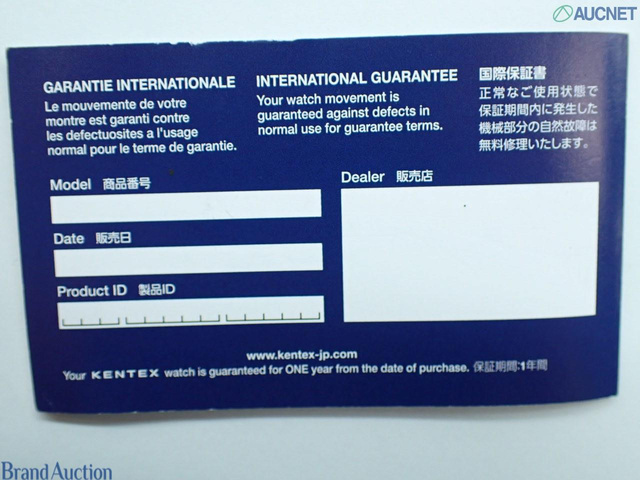 AUCNET
GARANTIE INTERNATIONALE
Le mouvemente de votre
montre est garanti contre
les defectuosites a l'usage
normal pour le terme de garantie.
INTERNATIONAL GUARANTEE
Your watch movement is
guaranteed against defects in
normal use for guarantee terms.
国際保証書
正常なご使用状態で
保証期間内に発生した
機械部分の自然故障は
無料修理いたします。
Model 商品番号
Date 販売日
Product ID 製品ID
Dealer 販売店
www.kentex-jp.com
Your KENTEX watch is guaranteed for ONE year from the date of purchase. 保証期間:1年間
Brand Auction